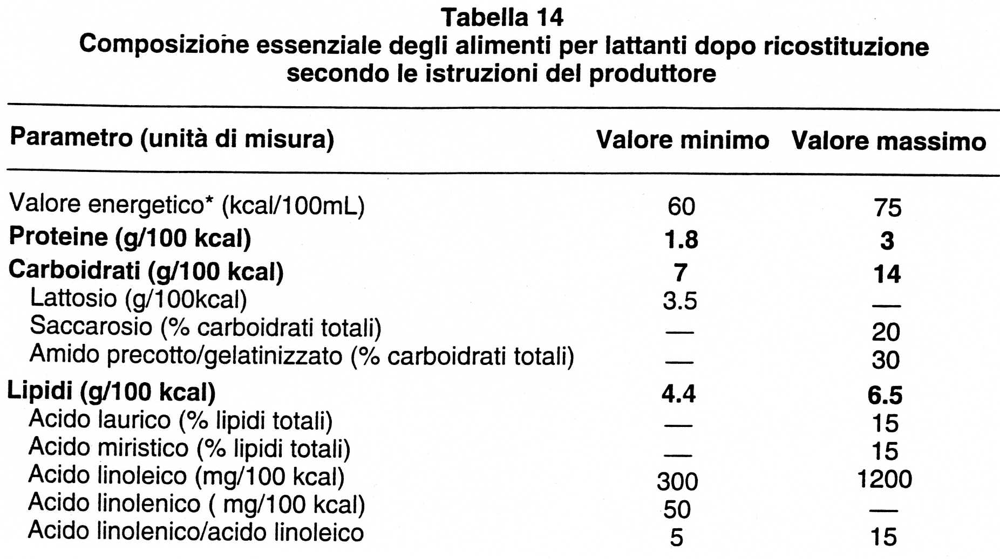 Tabella 14
Composizione essenziale degli alimenti per lattanti dopo ricostituzione
secondo le istruzioni del produttore
Parametro (unità di misura) Valore minimo Valore massimo
Valore energetico* (kcal/100mL) 60 75
Proteine (g/100 kcal) 1.8 3
Carboidrati (g/100 kcal) 7 14
Lattosio (g/100kcal) 3.5 —
Saccarosio (% carboidrati totali) — 20
Amido precotto/gelatinizzato (% carboidrati totali) — 30
Lipidi (g/100 kcal) 4.4 6.5
Acido laurico (% lipidi totali) — 15
Acido miristico (% lipidi totali) — 15
Acido linoleico (mg/100 kcal) 300 1200
Acido linolenico ( mg/100 kcal) 50 —
Acido linolenico/acido linoleico 5 15